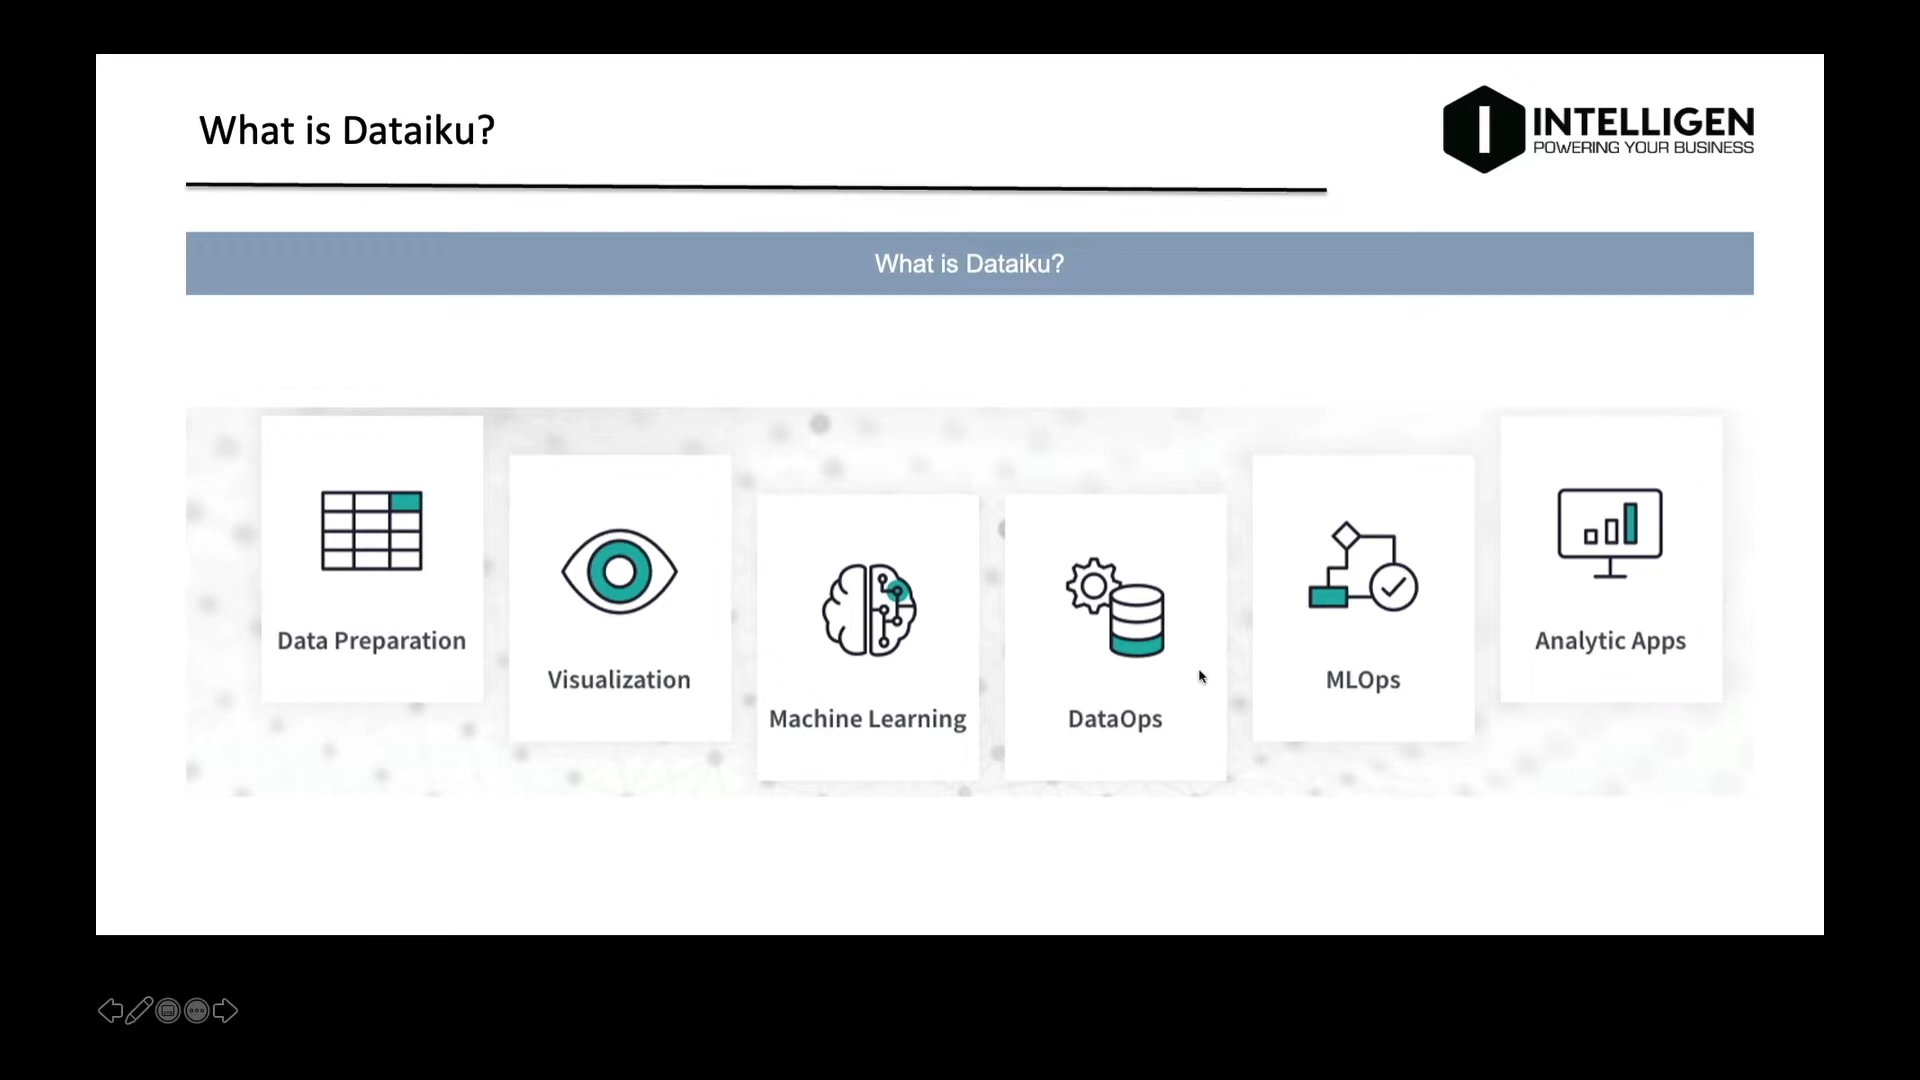 What is Dataiku?
INTELLIGEN
POWERING YOUR BUSINESS
What is Dataiku?
Data Preparation
Visualization
Machine Learning
DataOps
MLOps
Analytic Apps